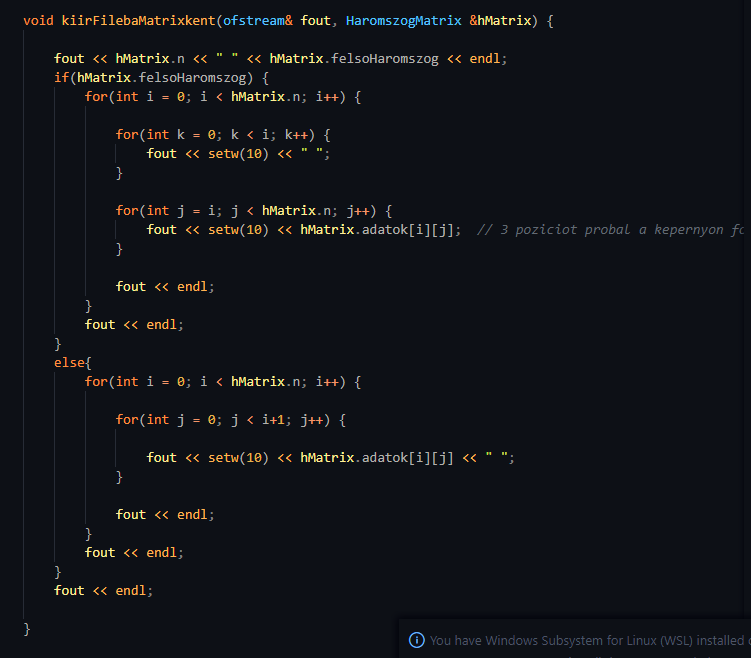 void kiirFilebaMatrixkent(ofstream& fout, HaromszogMatrix &hMatrix) {
fout << hMatrix.n << " " << hMatrix.felsoHaromszog << endl;
if(hMatrix.felsoHaromszog) {
for(int i = 0; i < hMatrix.n; i++) {
for(int k = 0; k < i; k++) {
fout << setw(10) << " ";
}
for(int j = i; j < hMatrix.n; j++) {
fout << setw(10) << hMatrix.adatok[i][j];  // 3 poziciot probal a kepernyon
}
fout << endl;
}
fout << endl;
}
else{
for(int i = 0; i < hMatrix.n; i++) {
for(int j = 0; j < i+1; j++) {
fout << setw(10) << hMatrix.adatok[i][j] << " ";
}
fout << endl;
}
fout << endl;
}
fout << endl;
}
You have Windows Subsystem for Linux (WSL) installed